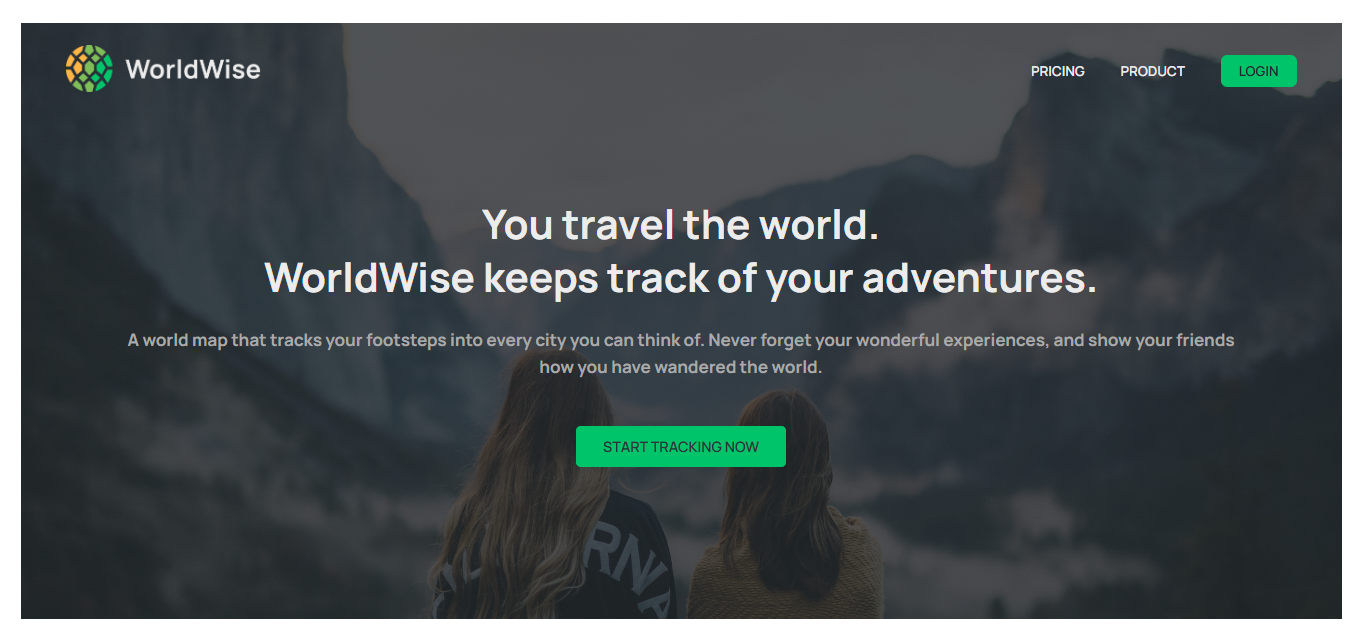 WorldWise
PRICING
PRODUCT
LOGIN
You travel the world.
WorldWise keeps track of your adventures.
A world map that tracks your footsteps into every city you can think of. Never forget your wonderful experiences, and show your friends
how you have wandered the world.
START TRACKING NOW